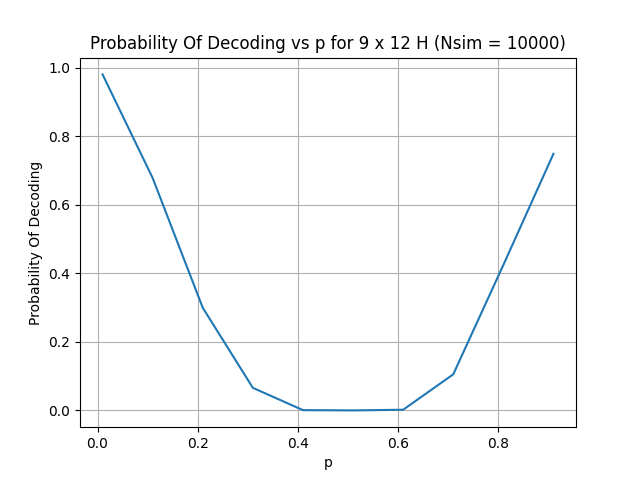 Probability Of Decoding vs p for 9 x 12 H (Nsim = 10000)
Probability Of Decoding
1.0
0.8
0.6
0.4
0.2
0.0
0.0 0.2 0.4 0.6 0.8
p